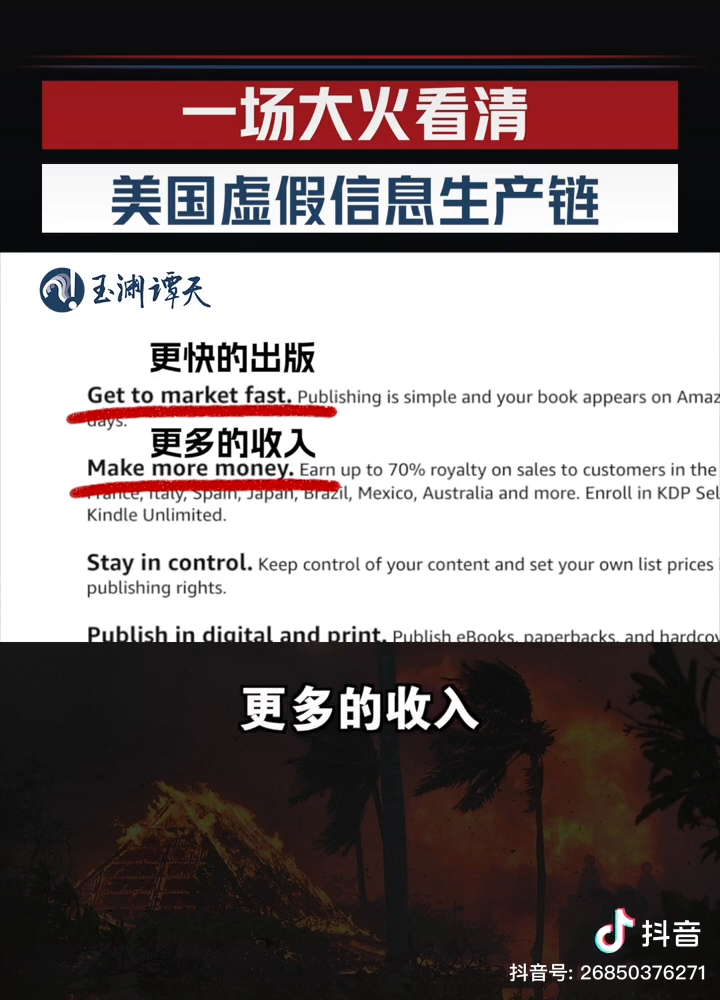 一场大火看清
美国虚假信息生产链
玉渊谭天
更快的出版
Get to market fast. Publishing is simple and your book appears on Amaz
days.
更多的收入
Make more money. Earn up to 70% royalty on sales to customers in the
France, Italy, Spain, Japan, Brazil, Mexico, Australia and more. Enroll in KDP Sel
Kindle Unlimited.
Stay in control. Keep control of your content and set your own list prices
publishing rights.
Publish in digital and print. Publish eBooks, paperbacks, and hardcov
更多的收入
抖音
抖音号: 26850376271